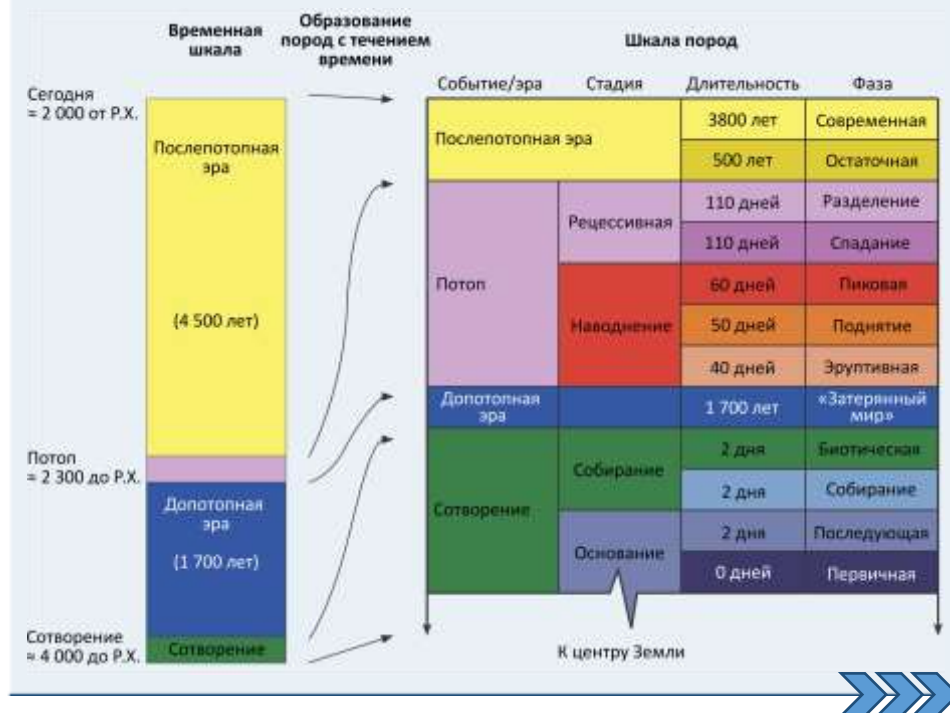 Временная
шкала
Образование
пород с течением
времени
Шкала пород
Событие/эра
Стадия
Длительность
Фаза
Сегодня
≈ 2 000 от Р.Х.
Послепотопная
эра
(4 500 лет)
Потоп
≈ 2 300 до Р.Х.
Допотопная
эра
(1 700 лет)
Сотворение
≈ 4 000 до Р.Х.
Сотворение
Послепотопная эра
3800 лет
Современная
500 лет
Остаточная
Потоп
Рецессивная
110 дней
Разделение
110 дней
Спадание
Наводнение
60 дней
Пиковая
50 дней
Поднятие
40 дней
Эруптивная
Допотопная
эра
1 700 лет
«Затерянный
мир»
Сотворение
Собирание
2 дня
Биотическая
2 дня
Собирание
Основание
2 дня
Последующая
0 дней
Первичная
К центру Земли